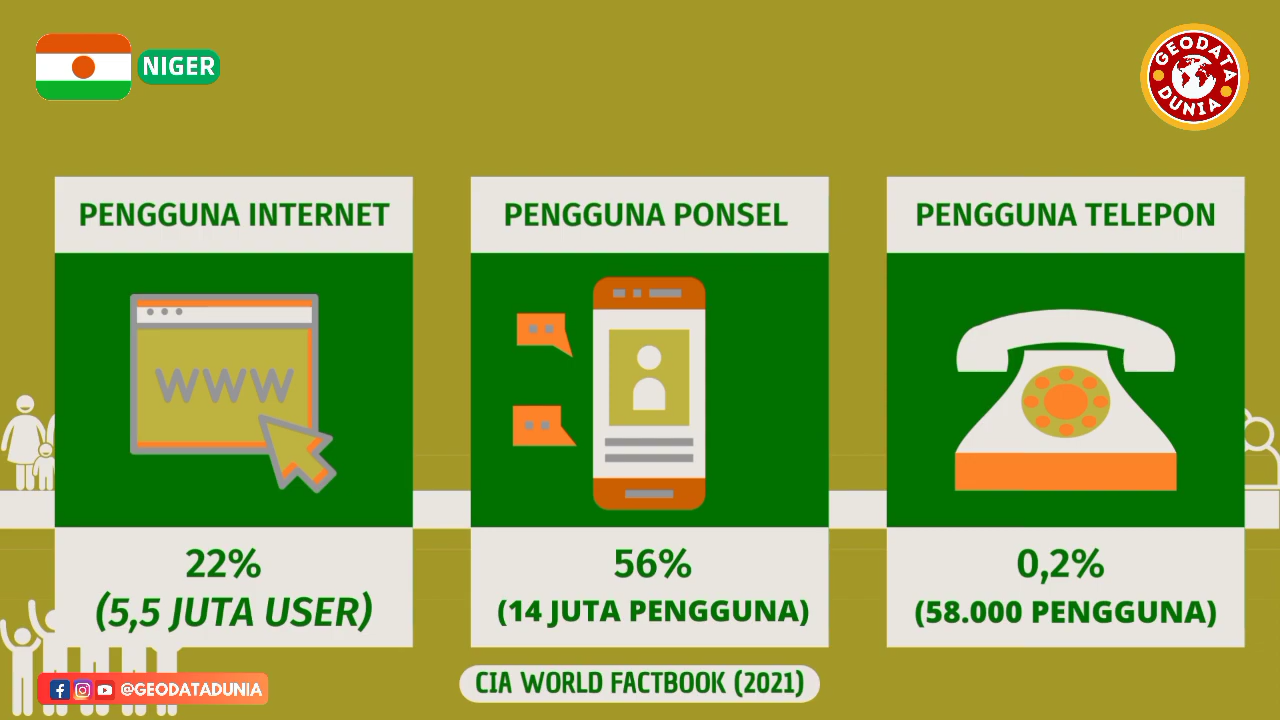 NIGER
GEODATA
DUNIA
PENGGUNA INTERNET
PENGGUNA PONSEL
PENGGUNA TELEPON
WWW
22%
(5,5 JUTA USER)
56%
(14 JUTA PENGGUNA)
0,2%
(58.000 PENGGUNA)
@GEODATADUNIA
CIA WORLD FACTBOOK (2021)